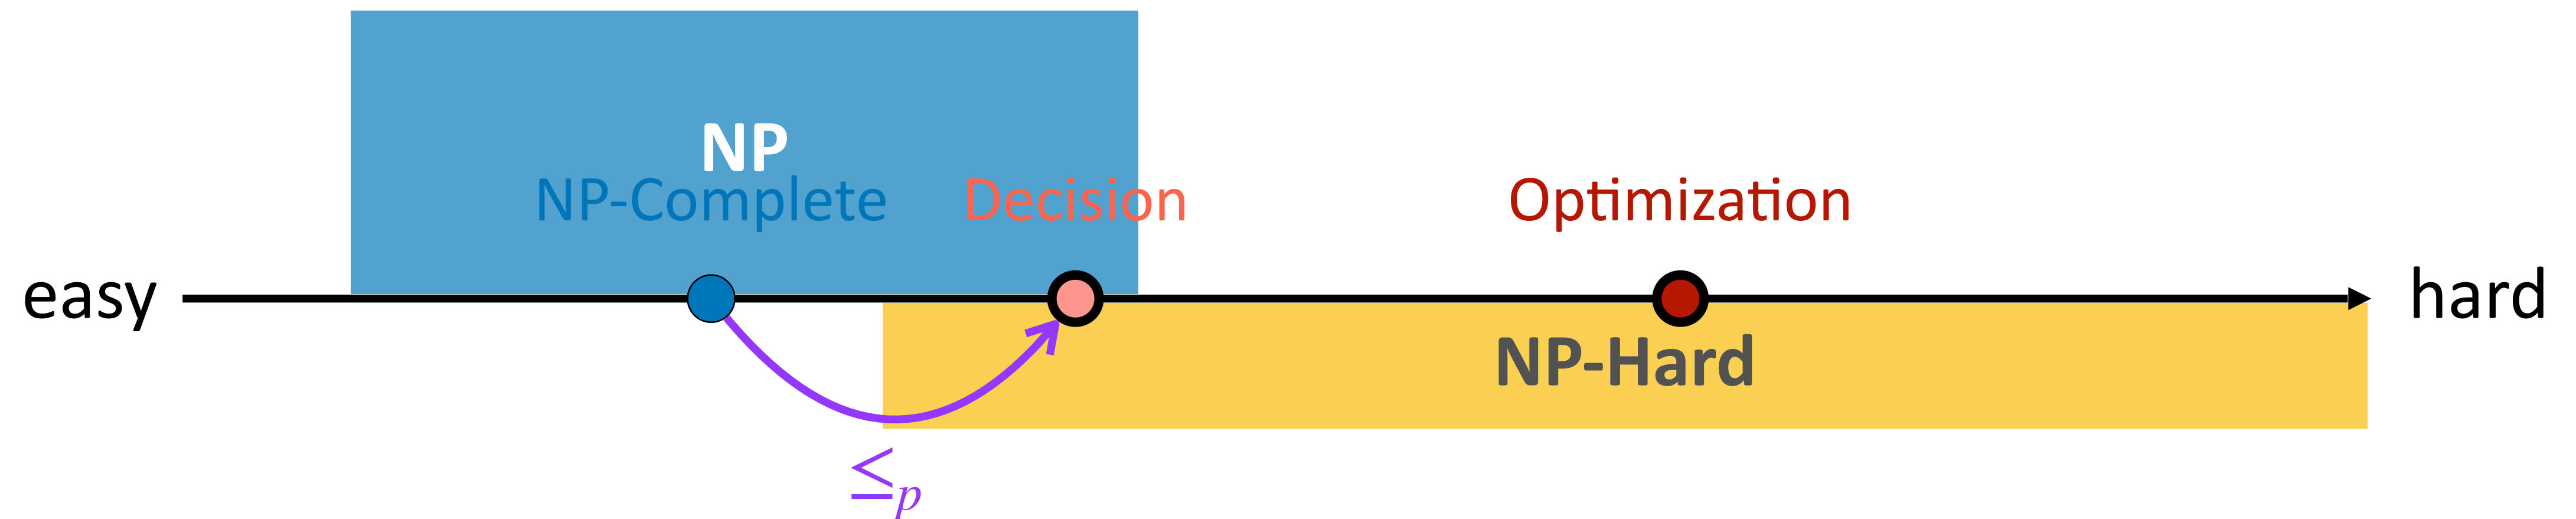 NP
NP-Complete
Decision
Optimization
easy
hard
NP-Hard
≤p